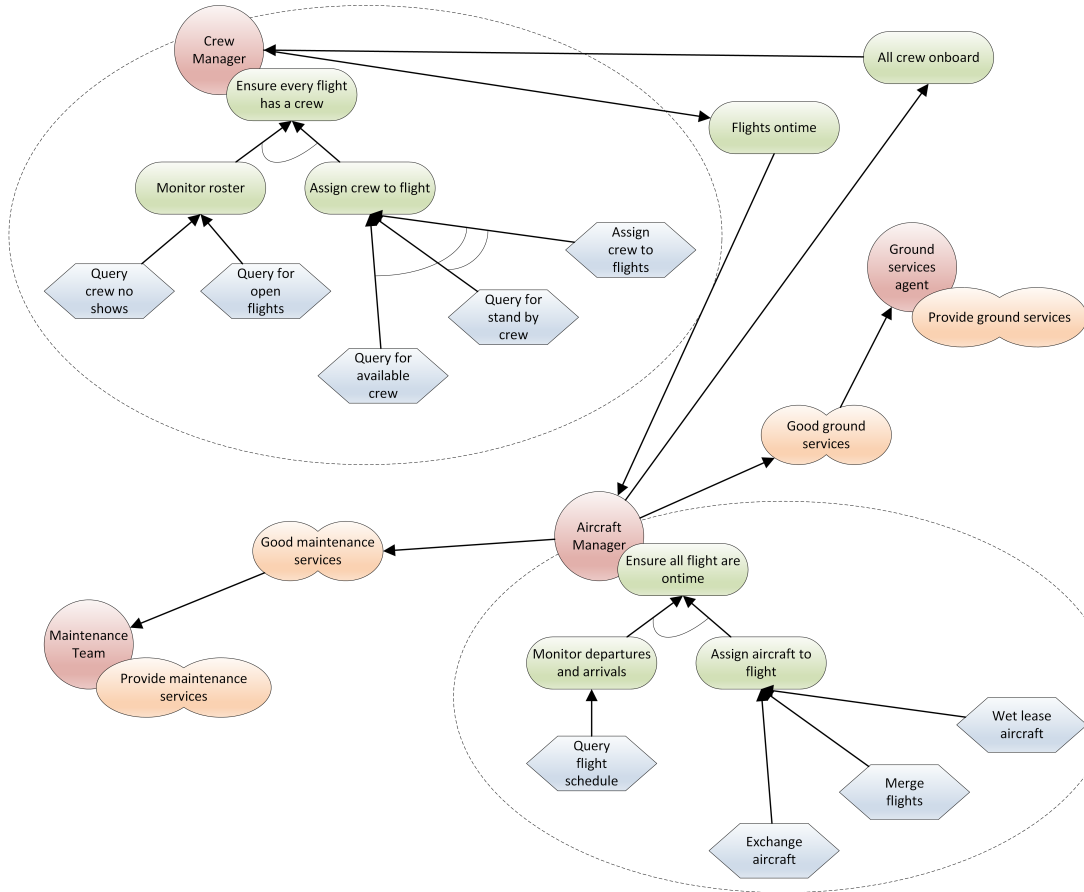 Crew
Manager
Ensure every flight
has a crew
All crew onboard
Flights ontime
Monitor roster
Assign crew to flight
Query
crew no
shows
Query for
open
flights
Assign
crew to
flights
Query for
stand by
crew
Query for
available
crew
Ground
services
agent
Provide ground services
Good ground
services
Aircraft
Manager
Ensure all flight are
ontime
Good maintenance
services
Maintenance
Team
Provide maintenance
services
Monitor departures
and arrivals
Assign aircraft to
flight
Query
flight
schedule
Wet lease
aircraft
Merge
flights
Exchange
aircraft